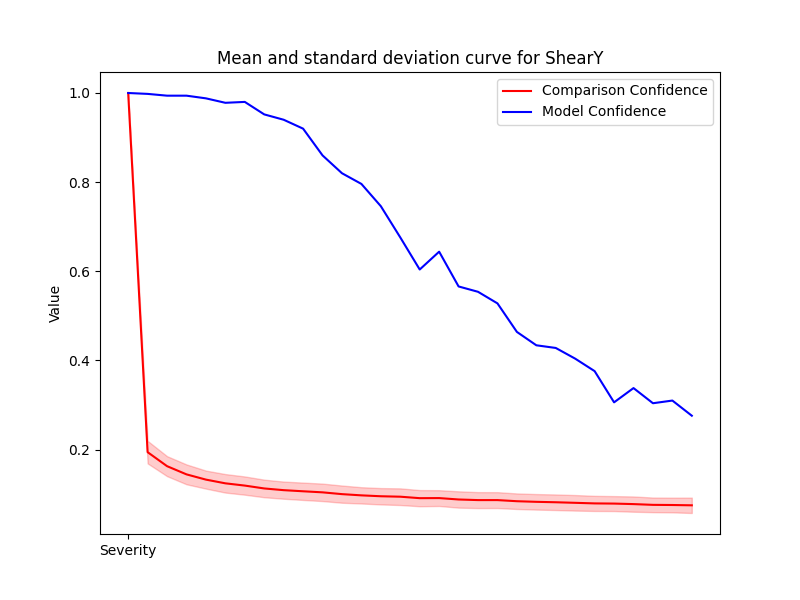 Mean and standard deviation curve for ShearY
Comparison Confidence
Model Confidence
1.0
0.8
0.6
0.4
0.2
Value
Severity